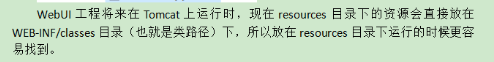 WebUI 工程将来在 Tomcat 上运行时，现在 resources 目录下的资源会直接放在
WEB-INF/classes 目录（也就是类路径）下，所以放在 resources 目录下运行的时候更容
易找到。